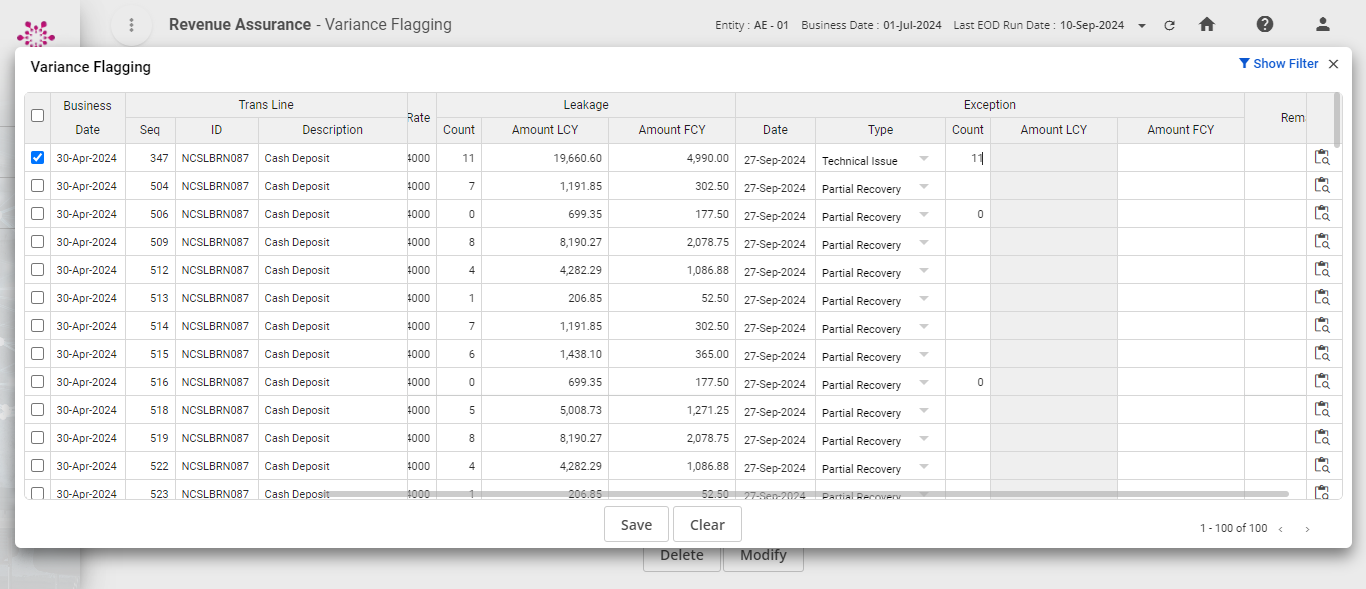 Revenue Assurance - Variance Flagging
Entity : AE - 01 Business Date : 01-Jul-2024 Last EOD Run Date : 10-Sep-2024
Variance Flagging
Show Filter
Business Date Trans Line Rate Leakage Exception Rem
Seq ID Description Count Amount LCY Amount FCY Date Type Count Amount LCY Amount FCY
30-Apr-2024 347 NCSLBRN087 Cash Deposit 4000 11 19,660.60 4,990.00 27-Sep-2024 Technical Issue 11
30-Apr-2024 504 NCSLBRN087 Cash Deposit 4000 7 1,191.85 302.50 27-Sep-2024 Partial Recovery
30-Apr-2024 506 NCSLBRN087 Cash Deposit 4000 0 699.35 177.50 27-Sep-2024 Partial Recovery 0
30-Apr-2024 509 NCSLBRN087 Cash Deposit 4000 8 8,190.27 2,078.75 27-Sep-2024 Partial Recovery
30-Apr-2024 512 NCSLBRN087 Cash Deposit 4000 4 4,282.29 1,086.88 27-Sep-2024 Partial Recovery
30-Apr-2024 513 NCSLBRN087 Cash Deposit 4000 1 206.85 52.50 27-Sep-2024 Partial Recovery
30-Apr-2024 514 NCSLBRN087 Cash Deposit 4000 7 1,191.85 302.50 27-Sep-2024 Partial Recovery
30-Apr-2024 515 NCSLBRN087 Cash Deposit 4000 6 1,438.10 365.00 27-Sep-2024 Partial Recovery
30-Apr-2024 516 NCSLBRN087 Cash Deposit 4000 0 699.35 177.50 27-Sep-2024 Partial Recovery 0
30-Apr-2024 518 NCSLBRN087 Cash Deposit 4000 5 5,008.73 1,271.25 27-Sep-2024 Partial Recovery
30-Apr-2024 519 NCSLBRN087 Cash Deposit 4000 8 8,190.27 2,078.75 27-Sep-2024 Partial Recovery
30-Apr-2024 522 NCSLBRN087 Cash Deposit 4000 4 4,282.29 1,086.88 27-Sep-2024 Partial Recovery
30-Apr-2024 523 NCSLBRN087 Cash Deposit 4000 1 206.85 52.50 27-Sep-2024 Partial Recovery
Save Clear
1 - 100 of 100
Delete Modify